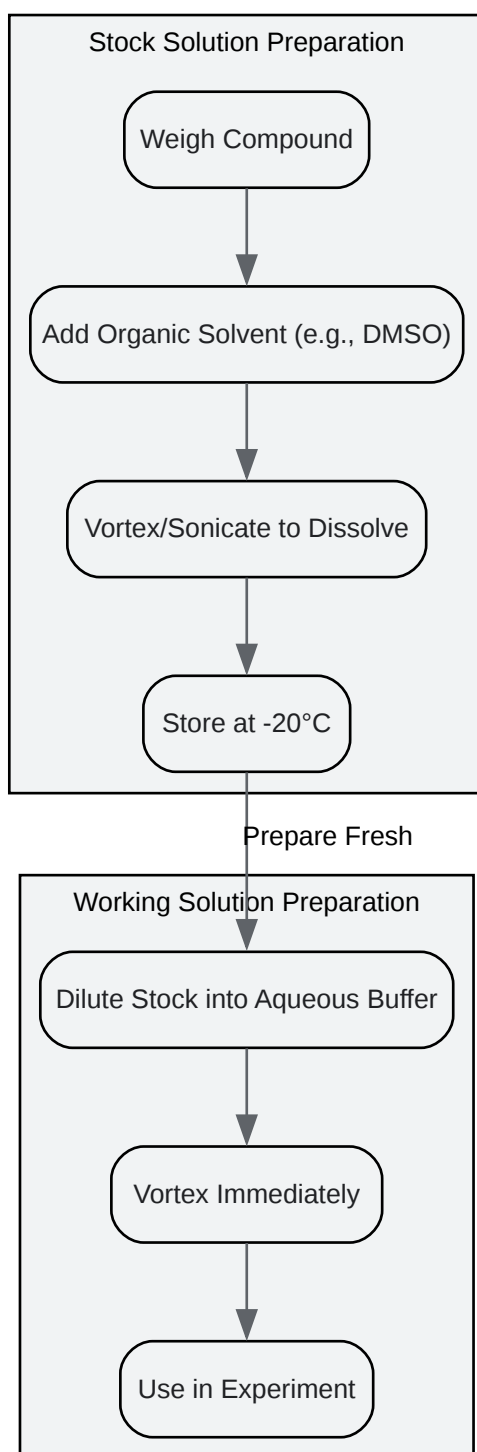 Stock Solution Preparation
Weigh Compound
Add Organic Solvent (e.g., DMSO)
Vortex/Sonicate to Dissolve
Store at -20°C
Prepare Fresh
Working Solution Preparation
Dilute Stock into Aqueous Buffer
Vortex Immediately
Use in Experiment